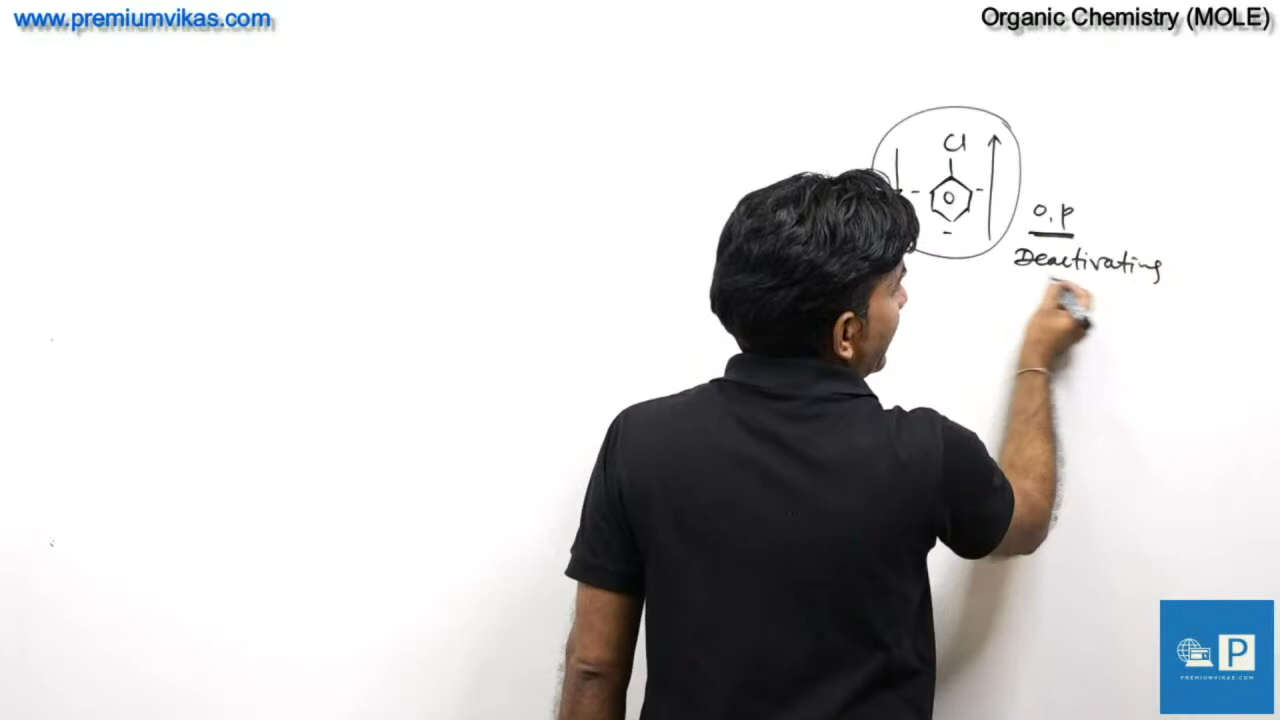 www.premiumvikas.com
Organic Chemistry (MOLE)
Cl
o, p
Deactivating
P
PREMIUMVIKAS.COM